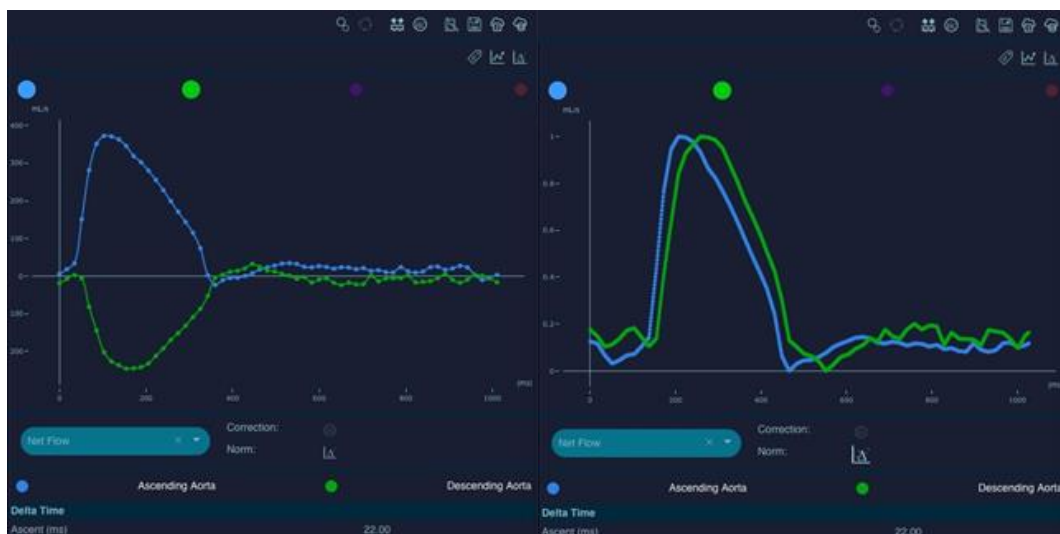 ML/s
400
300
200
100
0
100
200
0
200
400
600
800
1000
(MS)
Net Flow
Correction:
Norm:
Ascending Aorta
Descending Aorta
Delta Time
Ascent (ms)
22.00
ML/s
1
0.8
0.6
0.4
0.2
0
0
200
400
600
800
1000
(MS
Net Flow
Correction:
Norm:
Ascending Aorta
Descending Aorta
Delta Time
Ascent (ms)
22.00